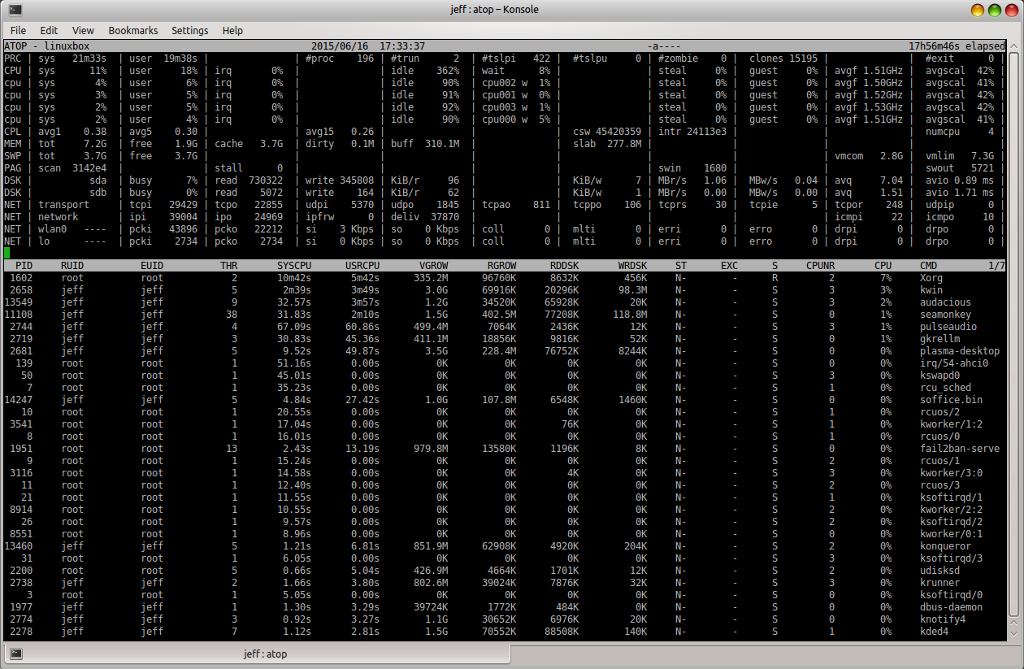 jeff : atop – Konsole
File Edit View Bookmarks Settings Help
ATOP - linuxbox 2015/06/16 17:33:37 -a---- 17h56m46s elapsed
PRC | sys 21m33s | user 19m38s | | #proc 196 | #trun 2 | #tslpi 422 | #tslpu 0 | #zombie 0 | clones 15195 | | #exit 0 |
CPU | sys 11% | user 18% | irq 0% | | idle 362% | wait 8% | | steal 0% | guest 0% | avgf 1.51GHz | avgscal 42% |
cpu | sys 4% | user 6% | irq 0% | | idle 90% | cpu002 w 1% | | steal 0% | guest 0% | avgf 1.50GHz | avgscal 41% |
cpu | sys 3% | user 5% | irq 0% | | idle 91% | cpu001 w 0% | | steal 0% | guest 0% | avgf 1.52GHz | avgscal 42% |
cpu | sys 2% | user 5% | irq 0% | | idle 92% | cpu003 w 1% | | steal 0% | guest 0% | avgf 1.53GHz | avgscal 42% |
cpu | sys 2% | user 4% | irq 0% | | idle 90% | cpu000 w 5% | | steal 0% | guest 0% | avgf 1.51GHz | avgscal 41% |
CPL | avg1 0.38 | avg5 0.30 | | avg15 0.26 | | | csw 45420359 | intr 24113e3 | | | numcpu 4 |
MEM | tot 7.2G | free 1.9G | cache 3.7G | dirty 0.1M | buff 310.1M | | slab 277.8M | | | | |
SWP | tot 3.7G | free 3.7G | | | | | | | | vmcom 2.8G | vmlim 7.3G |
PAG | scan 3142e4 | | stall 0 | | | | | swin 1680 | | | swout 5721 |
DSK | sda | busy 7% | read 730322 | write 345808 | KiB/r 96 | | KiB/w 7 | MBr/s 1.06 | MBw/s 0.04 | avq 7.04 | avio 0.89 ms |
DSK | sdb | busy 0% | read 5072 | write 164 | KiB/r 62 | | KiB/w 1 | MBr/s 0.00 | MBw/s 0.00 | avq 1.51 | avio 1.71 ms |
NET | transport | tcpi 29429 | tcpo 22855 | udpi 5370 | udpo 1845 | tcpao 811 | tcppo 106 | tcprs 30 | tcpie 5 | tcpor 248 | udpip 0 |
NET | network | ipi 39004 | ipo 24969 | ipfrw 0 | deliv 37870 | | | | | icmpi 22 | icmpo 10 |
NET | wlan0 ---- | pcki 43896 | pcko 22212 | si 3 Kbps | so 0 Kbps | coll 0 | mlti 0 | erri 0 | erro 0 | drpi 0 | drpo 0 |
NET | lo ---- | pcki 2734 | pcko 2734 | si 0 Kbps | so 0 Kbps | coll 0 | mlti 0 | erri 0 | erro 0 | drpi 0 | drpo 0 |
PID RUID EUID THR SYSCPU USRCPU VGROW RGROW RDDSK WRDSK ST EXC S CPUNR CPU CMD 1/7
1602 root root 2 10m42s 5m42s 335.2M 97160K 8632K 456K N- - R 2 7% Xorg
2658 jeff jeff 5 2m39s 3m49s 3.0G 69916K 20296K 98.3M N- - S 3 3% kwin
13549 jeff jeff 9 32.57s 3m57s 1.2G 34520K 65928K 20K N- - S 3 2% audacious
11108 jeff jeff 38 31.83s 2m10s 1.5G 402.5M 77208K 118.8M N- - S 0 1% seamonkey
2744 jeff jeff 4 67.09s 60.86s 499.4M 7064K 2436K 12K N- - S 3 1% pulseaudio
2719 jeff jeff 3 30.83s 45.36s 411.1M 18856K 9816K 52K N- - S 0 1% gkrellm
2681 jeff jeff 5 9.52s 49.87s 3.5G 228.4M 76752K 8244K N- - S 0 0% plasma-desktop
139 root root 1 51.16s 0.00s 0K 0K 0K 0K N- - S 0 0% irq/54-ahci0
50 root root 1 45.01s 0.00s 0K 0K 0K 0K N- - S 3 0% kswapd0
7 root root 1 35.23s 0.00s 0K 0K 0K 0K N- - S 1 0% rcu_sched
14247 jeff jeff 5 4.84s 27.42s 1.0G 107.8M 6548K 1460K N- - S 0 0% soffice.bin
10 root root 1 20.55s 0.00s 0K 0K 0K 0K N- - S 1 0% rcuos/2
3541 root root 1 17.04s 0.00s 0K 0K 76K 0K N- - S 1 0% kworker/1:2
8 root root 1 16.01s 0.00s 0K 0K 0K 0K N- - S 1 0% rcuos/0
1951 root root 13 2.43s 13.19s 979.8M 13580K 1196K 8K N- - S 0 0% fail2ban-serve
9 root root 1 15.24s 0.00s 0K 0K 0K 0K N- - S 2 0% rcuos/1
3116 root root 1 14.58s 0.00s 0K 0K 4K 0K N- - S 3 0% kworker/3:0
11 root root 1 12.40s 0.00s 0K 0K 0K 0K N- - S 2 0% rcuos/3
21 root root 1 11.55s 0.00s 0K 0K 0K 0K N- - S 1 0% ksoftirqd/1
8914 root root 1 10.55s 0.00s 0K 0K 0K 0K N- - S 2 0% kworker/2:2
26 root root 1 9.57s 0.00s 0K 0K 0K 0K N- - S 2 0% ksoftirqd/2
8551 root root 1 8.96s 0.00s 0K 0K 0K 0K N- - S 0 0% kworker/0:1
13460 jeff jeff 5 1.21s 6.81s 851.9M 62908K 4920K 204K N- - S 2 0% konqueror
31 root root 1 6.05s 0.00s 0K 0K 0K 0K N- - S 3 0% ksoftirqd/3
2200 root root 5 0.66s 5.04s 426.9M 4664K 1701K 12K N- - S 2 0% udisksd
2738 jeff jeff 2 1.66s 3.80s 802.6M 39024K 7876K 32K N- - S 3 0% krunner
3 root root 1 5.05s 0.00s 0K 0K 0K 0K N- - S 0 0% ksoftirqd/0
1977 jeff jeff 1 1.30s 3.29s 39724K 1772K 484K 0K N- - S 0 0% dbus-daemon
2774 jeff jeff 3 0.92s 3.27s 1.1G 30652K 6976K 20K N- - S 0 0% knotify4
2278 jeff jeff 7 1.12s 2.81s 1.5G 70552K 88508K 140K N- - S 1 0% kded4
jeff : atop